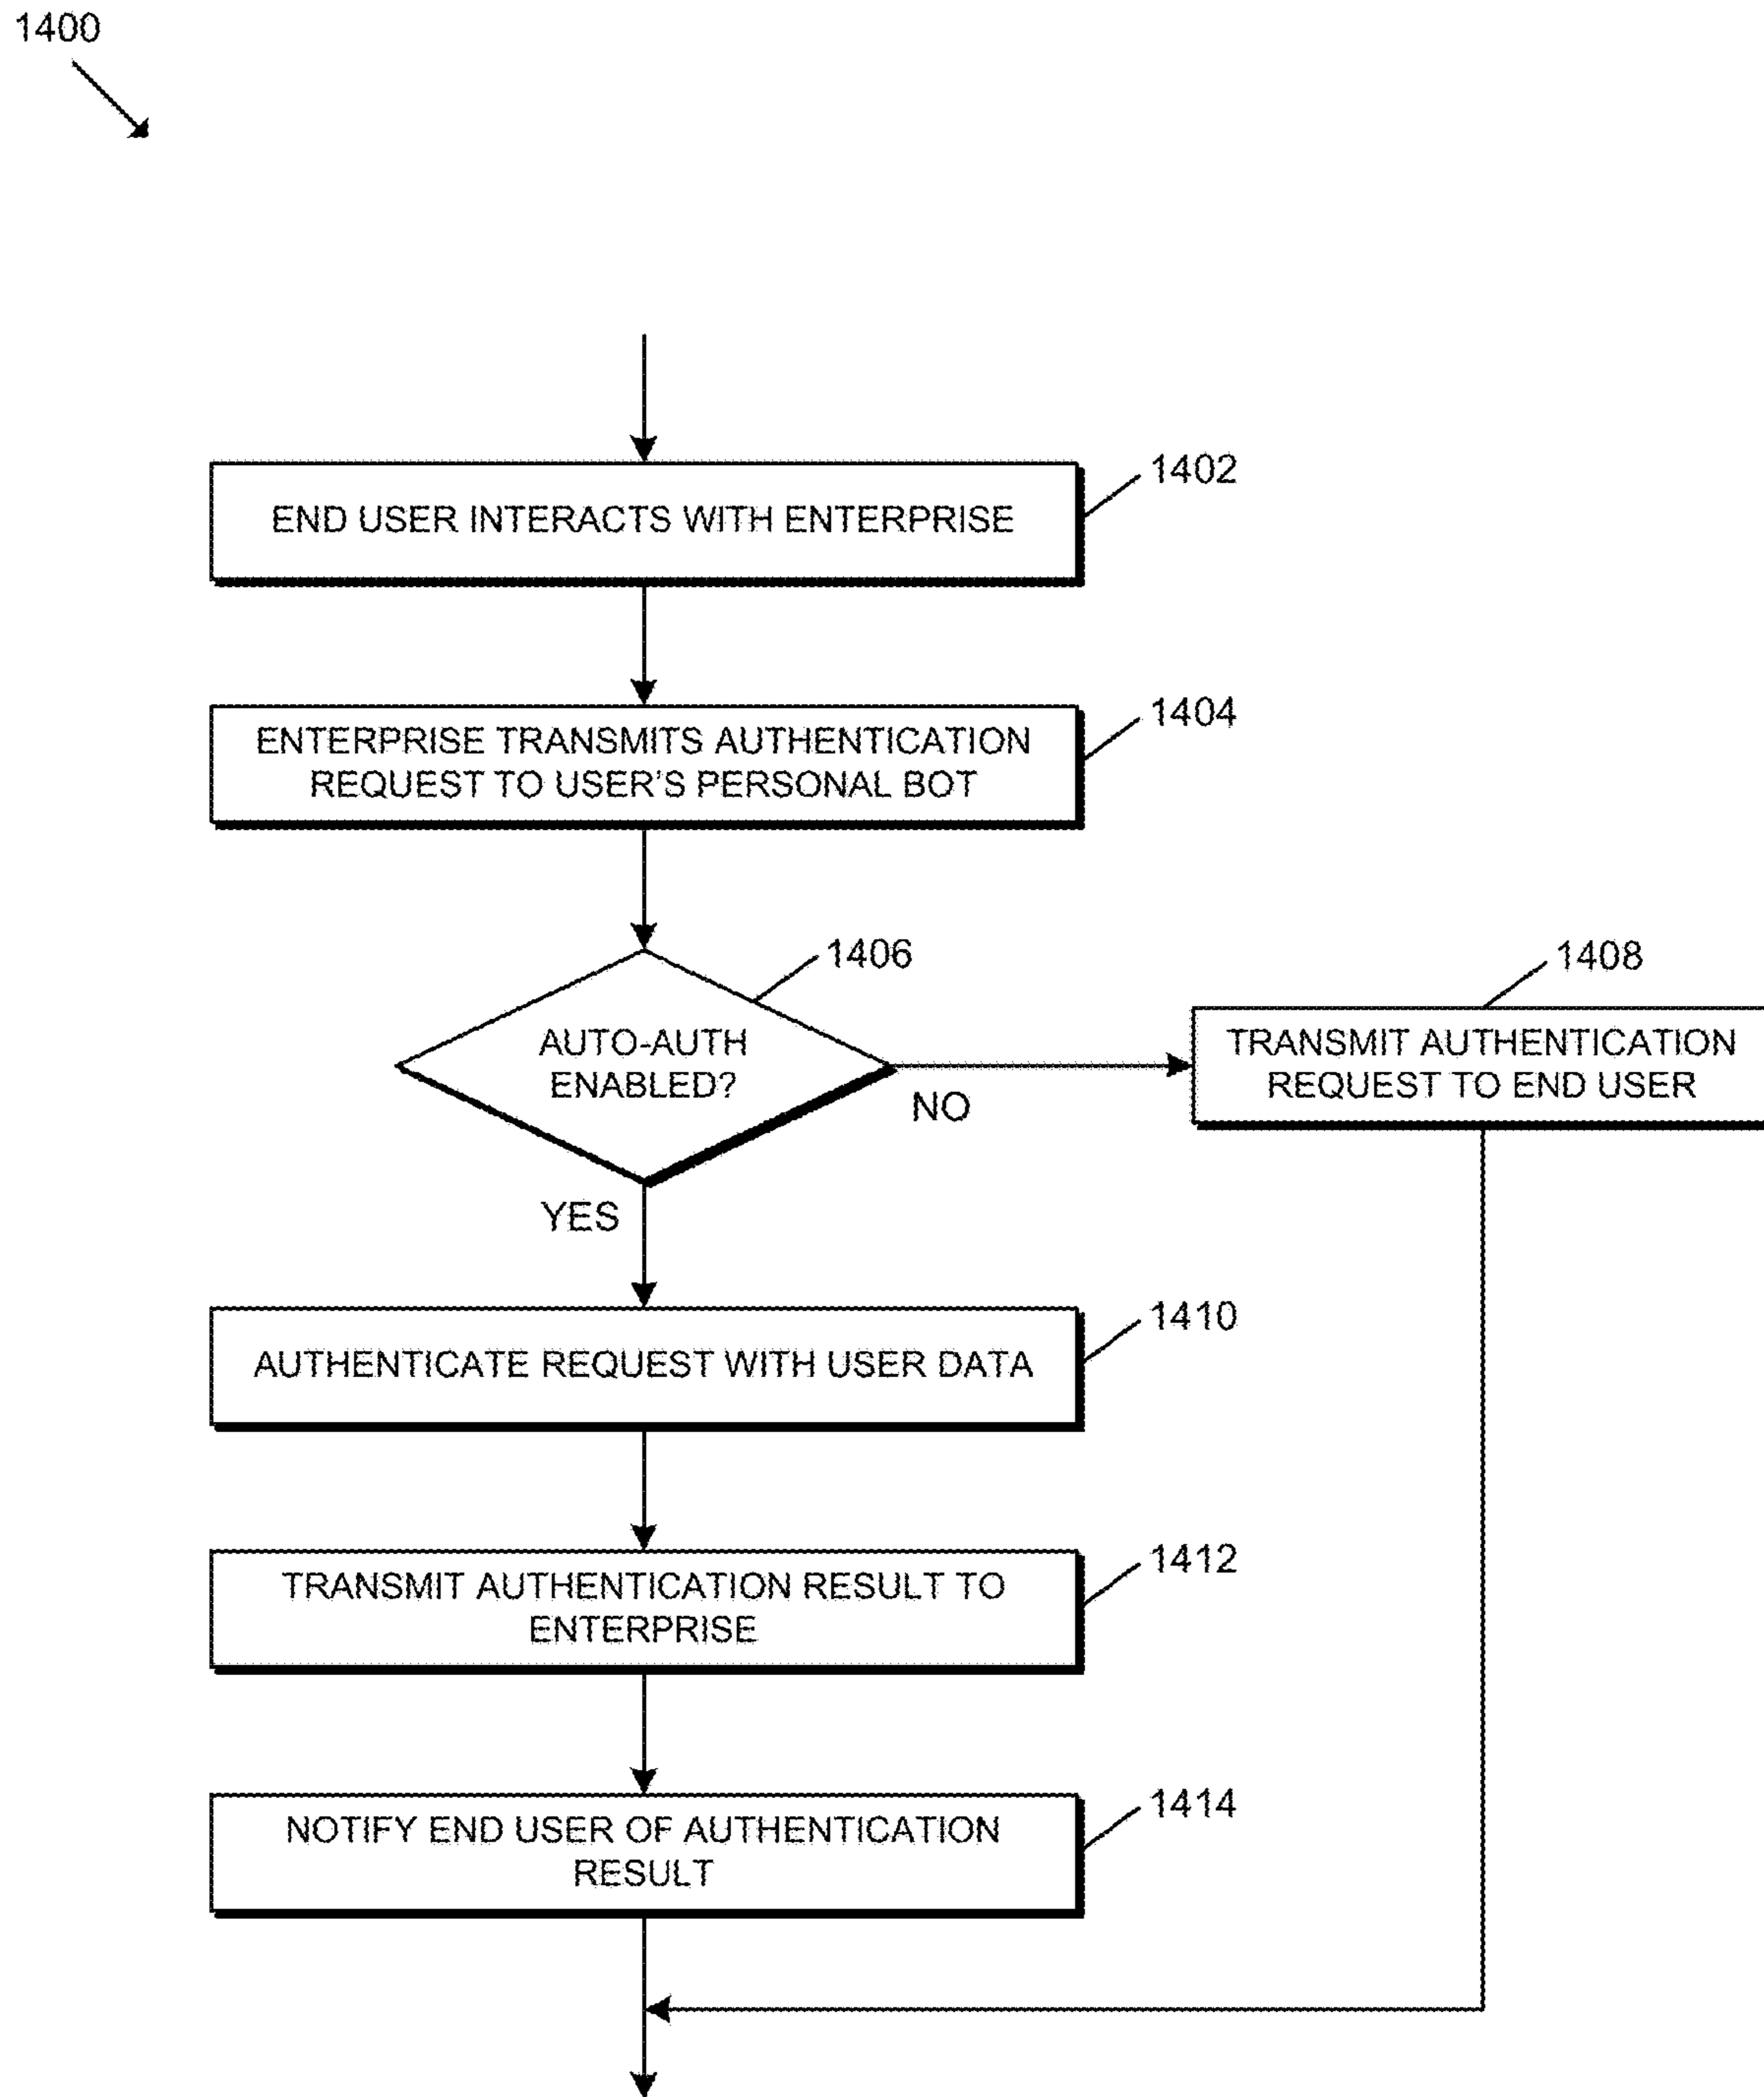 1400
1402
END USER INTERACTS WITH ENTERPRISE
1404
ENTERPRISE TRANSMITS AUTHENTICATION
REQUEST TO USER'S PERSONAL BOT
1406
AUTO-AUTH
ENABLED?
NO
1408
TRANSMIT AUTHENTICATION
REQUEST TO END USER
YES
1410
AUTHENTICATE REQUEST WITH USER DATA
1412
TRANSMIT AUTHENTICATION RESULT TO
ENTERPRISE
1414
NOTIFY END USER OF AUTHENTICATION
RESULT